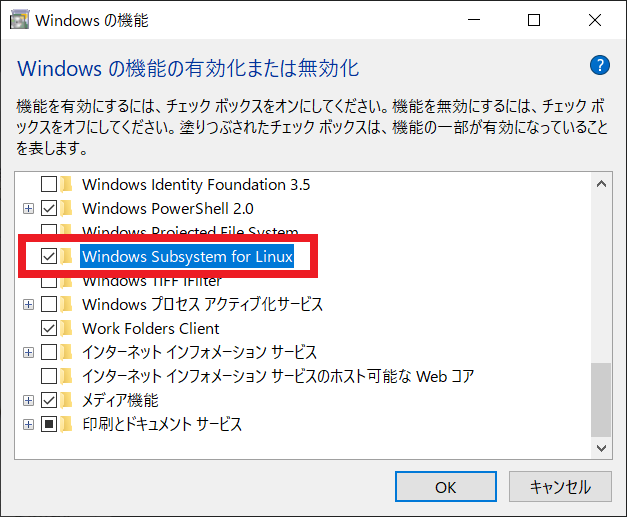 Windows の機能
Windows の機能の有効化または無効化
?
機能を有効にするには、チェック ボックスをオンにしてください。機能を無効にするには、チェック ボ
ックスをオフにしてください。塗りつぶされたチェック ボックスは、機能の一部が有効になっていること
を表します。
Windows Identity Foundation 3.5
Windows PowerShell 2.0
Windows Projected File System
Windows Subsystem for Linux
Windows TIFF IFilter
Windows プロセス アクティブ化サービス
Work Folders Client
インターネット インフォメーション サービス
インターネット インフォメーション サービスのホスト可能な Web コア
メディア機能
印刷とドキュメント サービス
OK
キャンセル